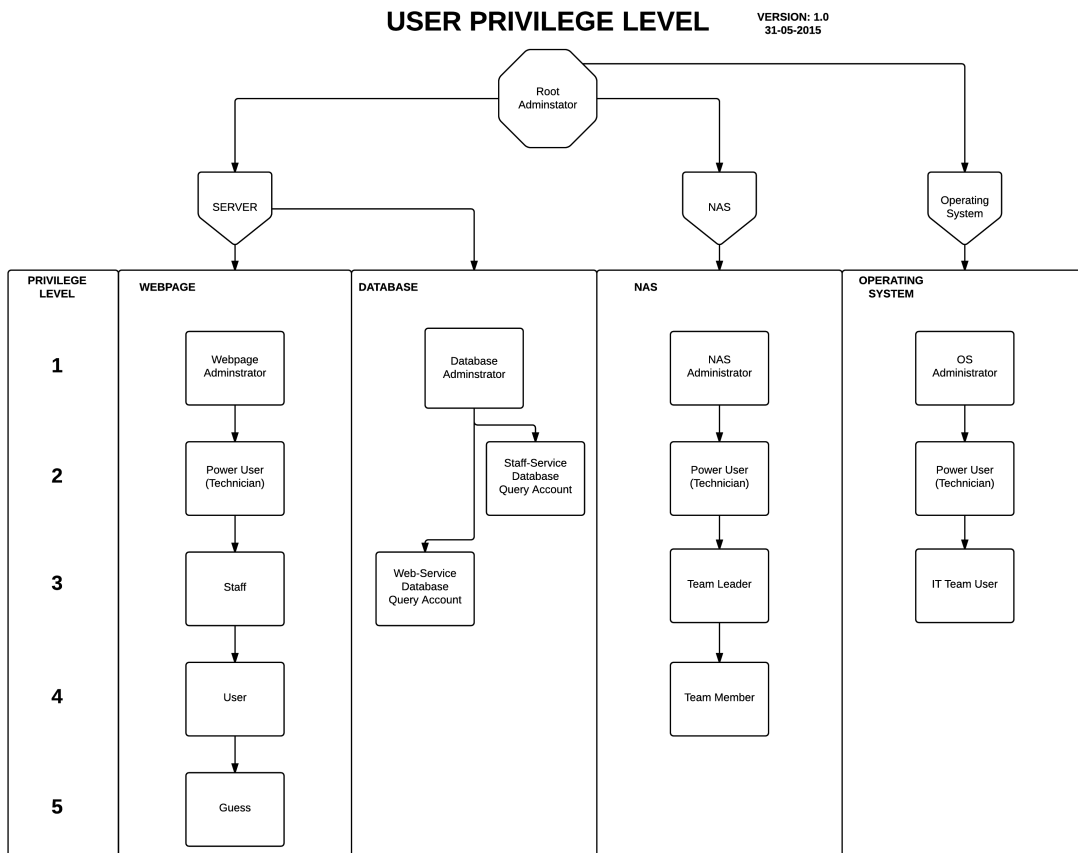 USER PRIVILEGE LEVEL
VERSION: 1.0
31-05-2015
Root
Adminstator
SERVER
NAS
Operating
System
PRIVILEGE
LEVEL
WEBPAGE
DATABASE
NAS
OPERATING
SYSTEM
1
Webpage
Adminstrator
Database
Adminstrator
NAS
Administrator
OS
Administrator
2
Power User
(Technician)
Staff-Service
Database
Query Account
Power User
(Technician)
Power User
(Technician)
3
Staff
Web-Service
Database
Query Account
Team Leader
IT Team User
4
User
Team Member
5
Guess